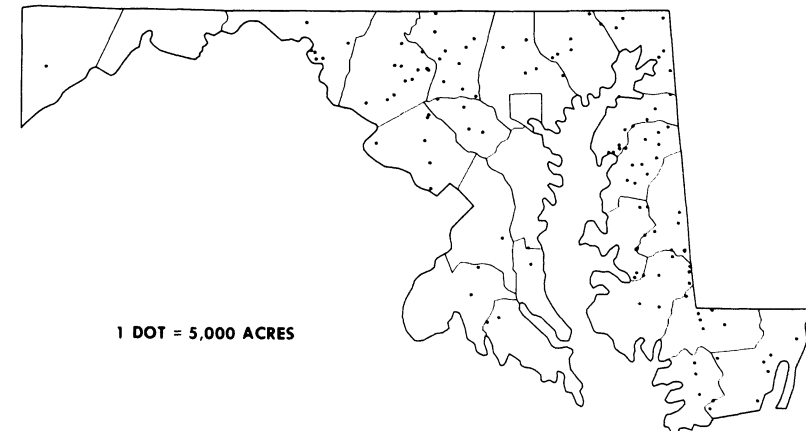 1 DOT = 5,000 ACRES